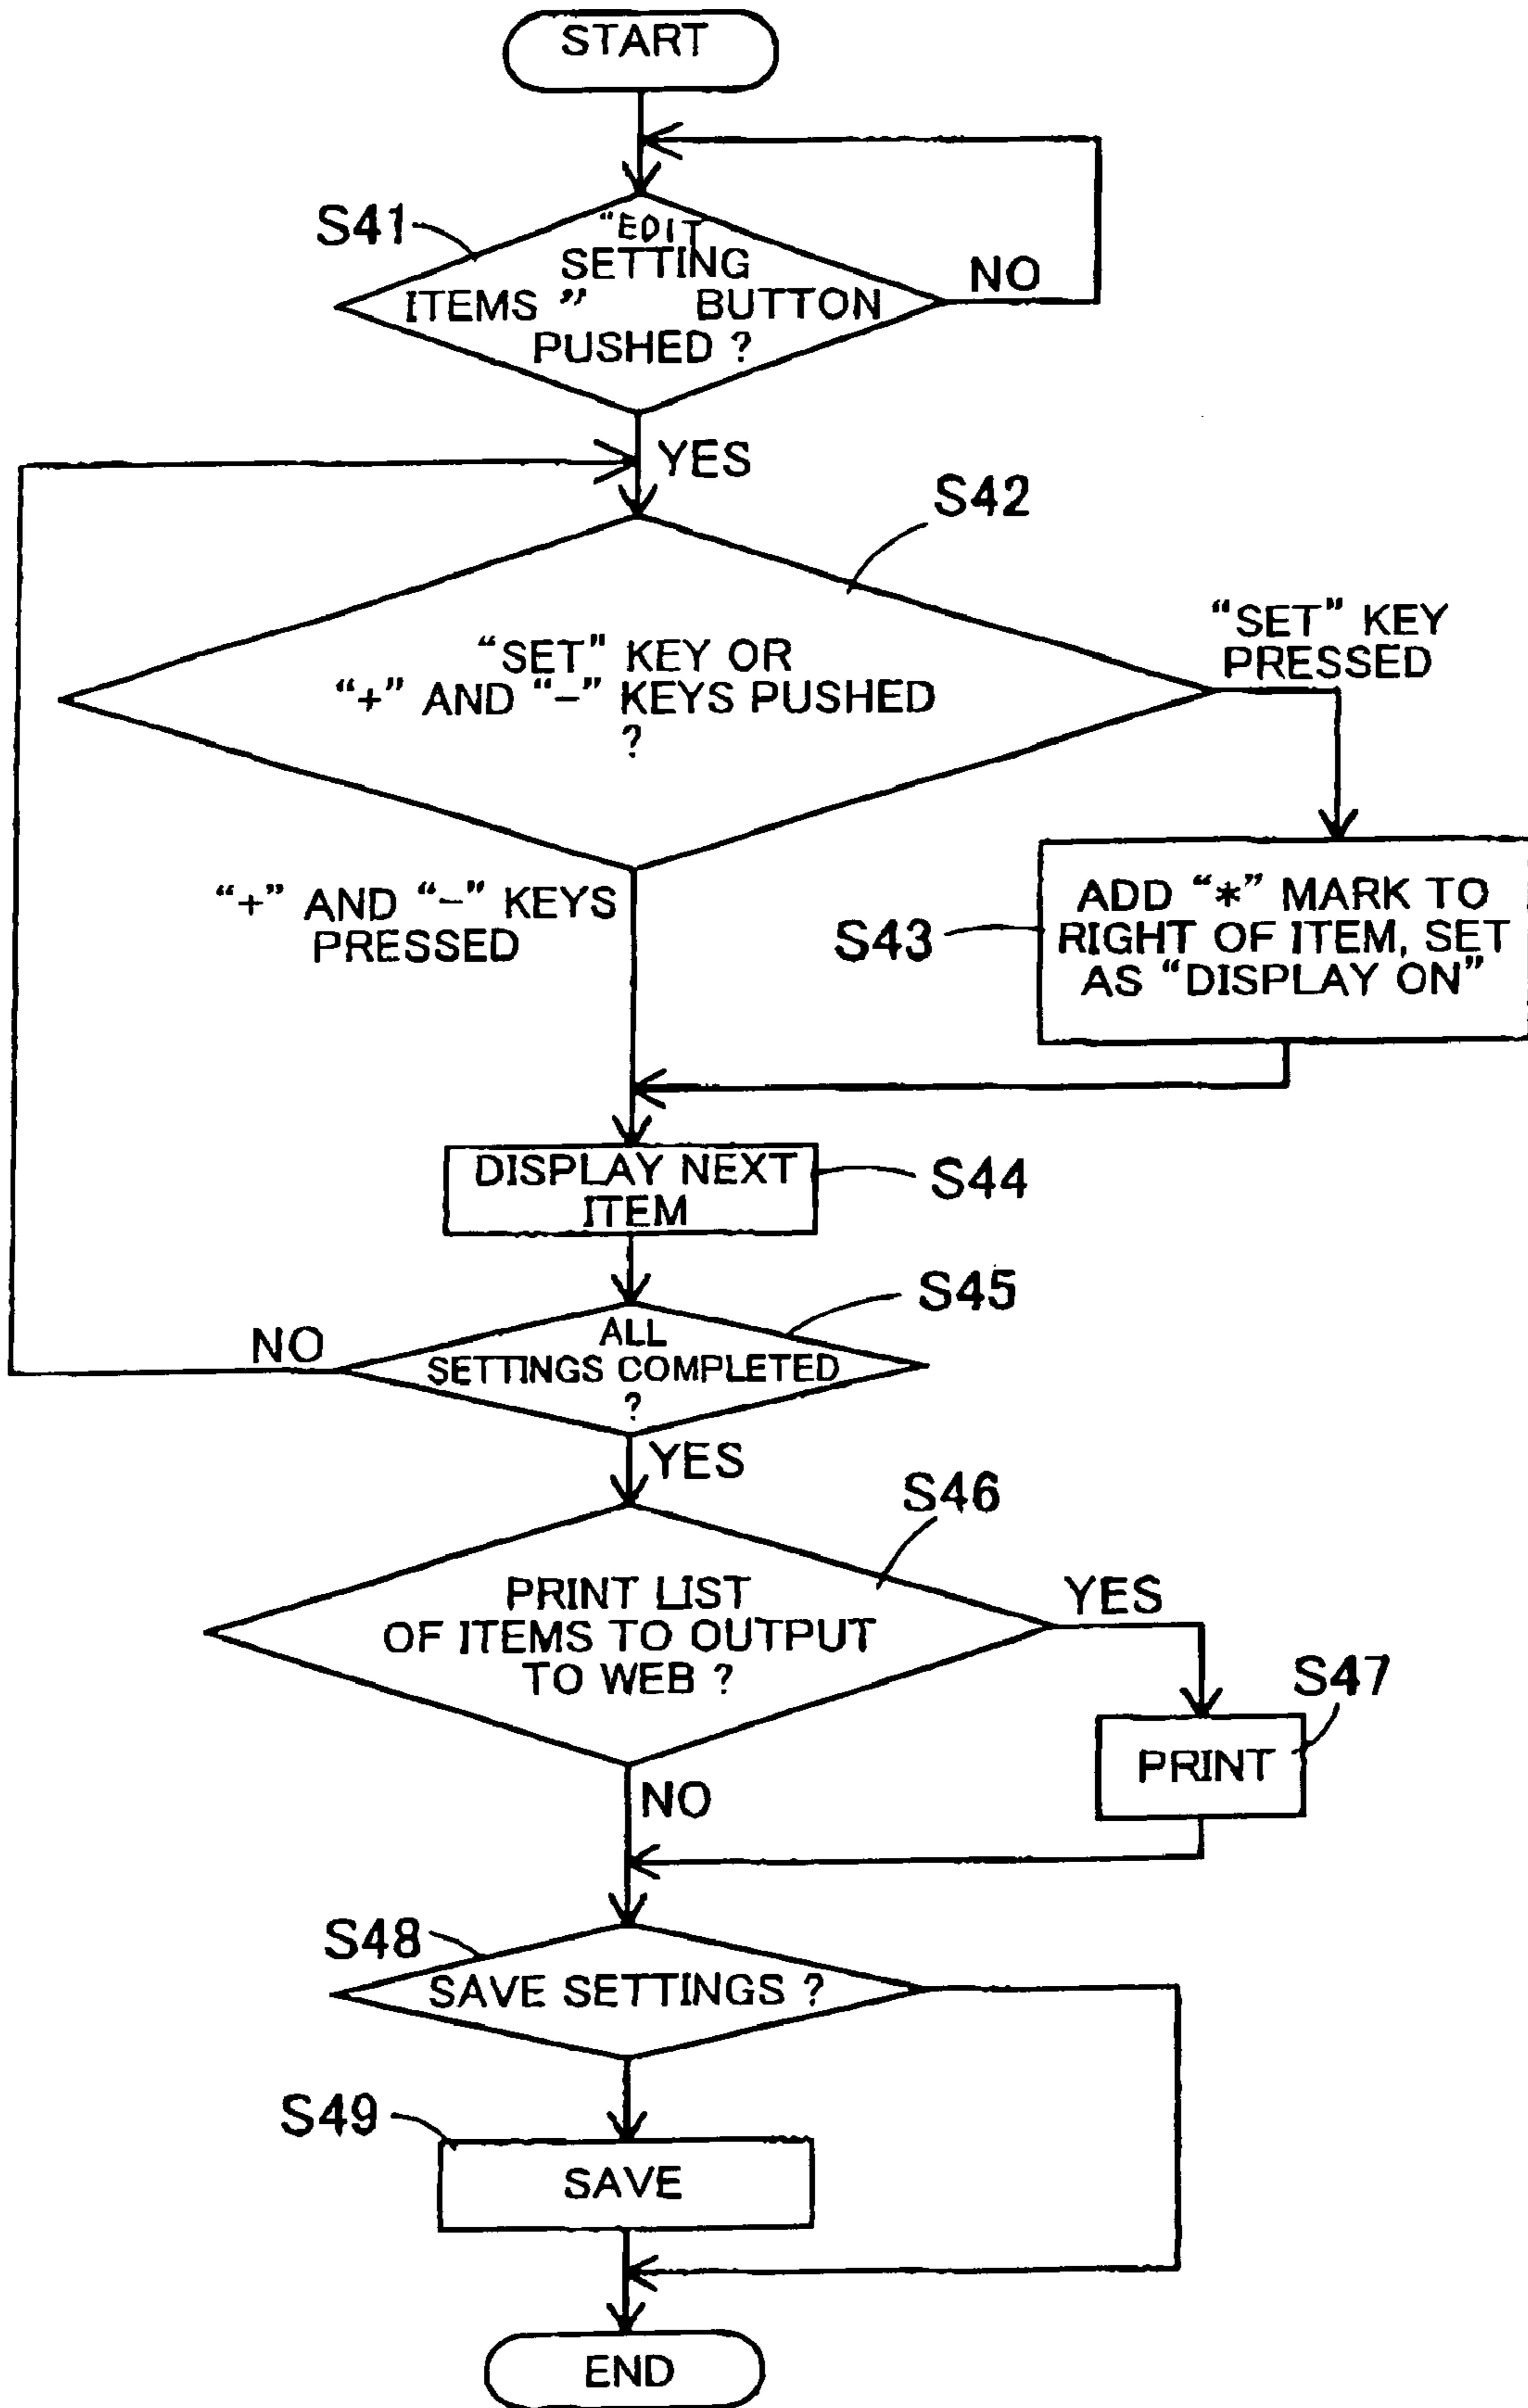 START
S41
“EDIT
SETTING
ITEMS ” BUTTON
PUSHED ?
NO
YES
S42
“SET” KEY OR
“+” AND “−” KEYS PUSHED
?
“SET” KEY
PRESSED
“+” AND “−” KEYS
PRESSED
S43
ADD “*” MARK TO
RIGHT OF ITEM, SET
AS “DISPLAY ON”
DISPLAY NEXT
ITEM
S44
S45
NO
ALL
SETTINGS COMPLETED
?
YES
S46
PRINT LIST
OF ITEMS TO OUTPUT
TO WEB ?
YES
S47
PRINT
NO
S48
SAVE SETTINGS ?
S49
SAVE
END